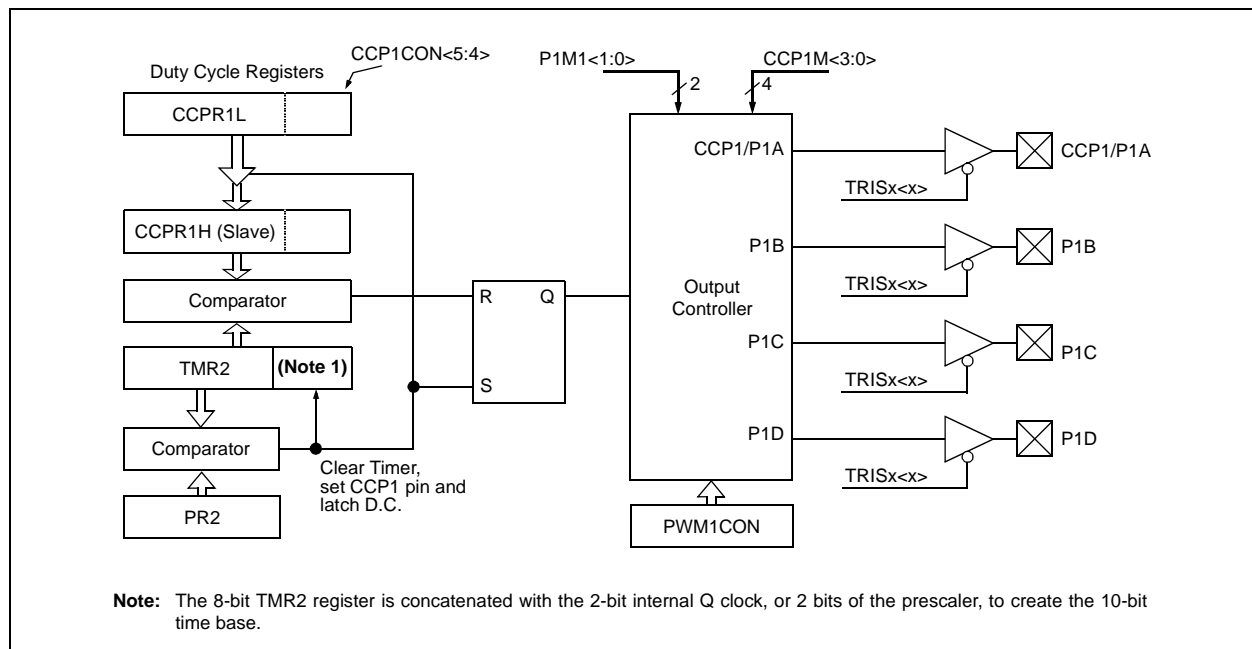 CCP1CON<5:4>
Duty Cycle Registers
CCPR1L
CCPR1H (Slave)
Comparator
TMR2
(Note 1)
Comparator
PR2
Clear Timer,
set CCP1 pin and
latch D.C.
R
Q
S
P1M1<1:0>
2
CCP1M<3:0>
4
CCP1/P1A
P1B
Output
Controller
P1C
P1D
PWM1CON
TRISx<x>
CCP1/P1A
TRISx<x>
P1B
TRISx<x>
P1C
TRISx<x>
P1D
Note: The 8-bit TMR2 register is concatenated with the 2-bit internal Q clock, or 2 bits of the prescaler, to create the 10-bit
time base.